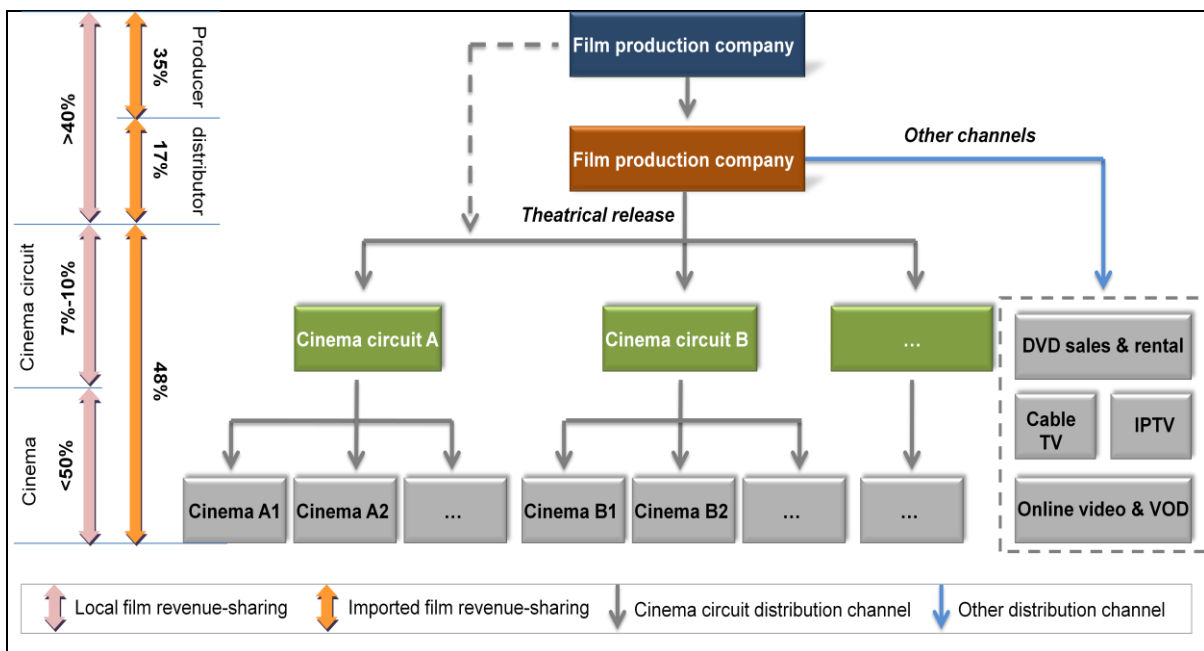 Producer
35%
>40%
distributor
17%
Cinema circuit
7%-10%
48%
Cinema
<50%
Film production company
Film production company
Other channels
Theatrical release
Cinema circuit A
Cinema circuit B
...
DVD sales & rental
Cable
TV
IPTV
Online video & VOD
Cinema A1
Cinema A2
...
Cinema B1
Cinema B2
...
...
Local film revenue-sharing
Imported film revenue-sharing
Cinema circuit distribution channel
Other distribution channel